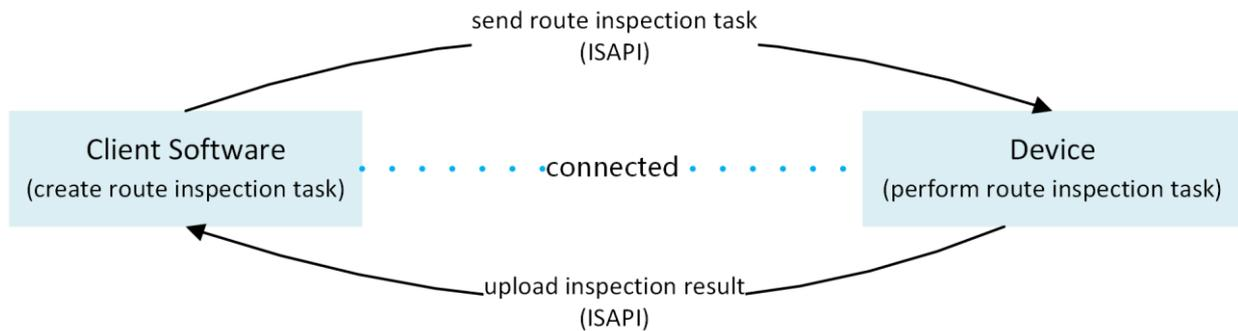 send route inspection task
(ISAPI)
Client Software
(create route inspection task)
connected
Device
(perform route inspection task)
upload inspection result
(ISAPI)